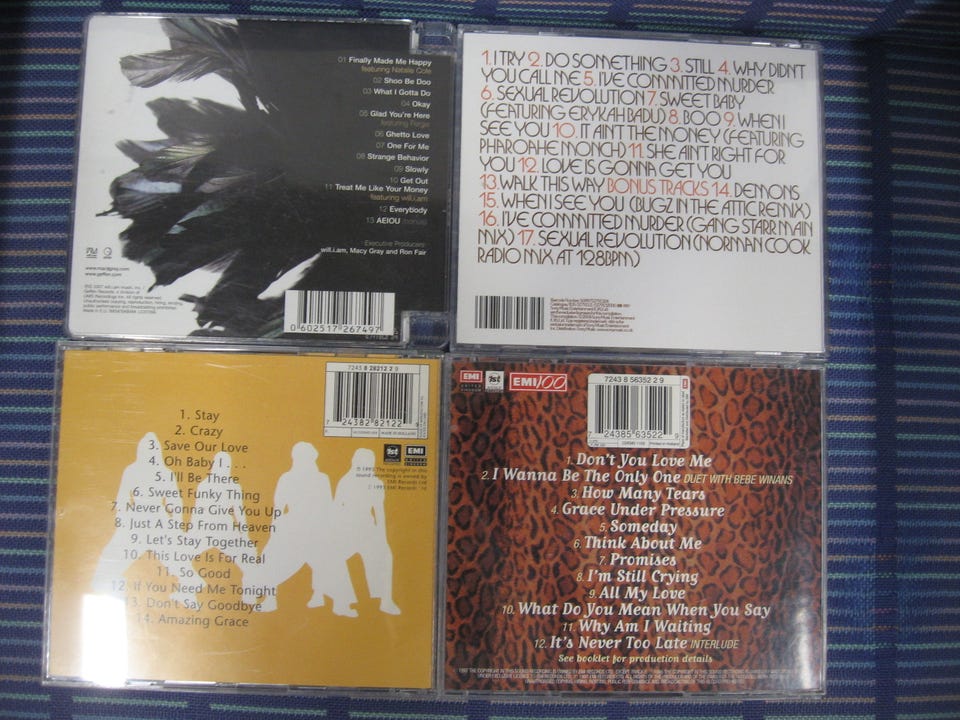 01 Finally Made Me Happy
featuring Natalie Cole
02 Shoo Be Doo
03 What I Gotta Do
04 Okay
05 Glad You're Here
featuring Fergie
06 Ghetto Love
07 One For Me
08 Strange Behavior
09 Slowly
10 Get Out
11 Treat Me Like Your Money
featuring will.i.am
12 Everybody
13 AEIOU
Executive Producers:
will.i.am, Macy Gray and Ron Fair
www.macygray.com
www.geffen.com
0 602517 267497
1. I TRY 2. DO SOMETHING 3. STILL 4. WHY DIDN'T
YOU CALL ME 5. I'VE COMMITTED MURDER
6. SEXUAL REVOLUTION 7. SWEET BABY
(FEATURING ERYKAH BADU) 8. BOO 9. WHEN I
SEE YOU 10. IT AIN'T THE MONEY (FEATURING
PHAROAHE MONCH) 11. SHE AIN'T RIGHT FOR
YOU 12. LOVE IS GONNA GET YOU
13. WALK THIS WAY BONUS TRACKS 14. DEMONS
15. WHEN I SEE YOU (BUGZ IN THE ATTIC REMIX)
16. I'VE COMMITTED MURDER (GANG STARR MAIN
MIX) 17. SEXUAL REVOLUTION (NORMAN COOK
RADIO MIX AT 128BPM)
7243 8 28212 2 9
7 24382 82122 9
EMI
1. Stay
2. Crazy
3. Save Our Love
4. Oh Baby I . . .
5. I'll Be There
6. Sweet Funky Thing
7. Never Gonna Give You Up
8. Just A Step From Heaven
9. Let's Stay Together
10. This Love Is For Real
11. So Good
12. If You Need Me Tonight
13. Don't Say Goodbye
14. Amazing Grace
EMI
1st
EMI100
7243 8 56352 2 9
7 24385 63522 9
1. Don't You Love Me
2. I Wanna Be The Only One DUET WITH BEBE WINANS
3. How Many Tears
4. Grace Under Pressure
5. Someday
6. Think About Me
7. Promises
8. I'm Still Crying
9. All My Love
10. What Do You Mean When You Say
11. Why Am I Waiting
12. It's Never Too Late INTERLUDE
See booklet for production details